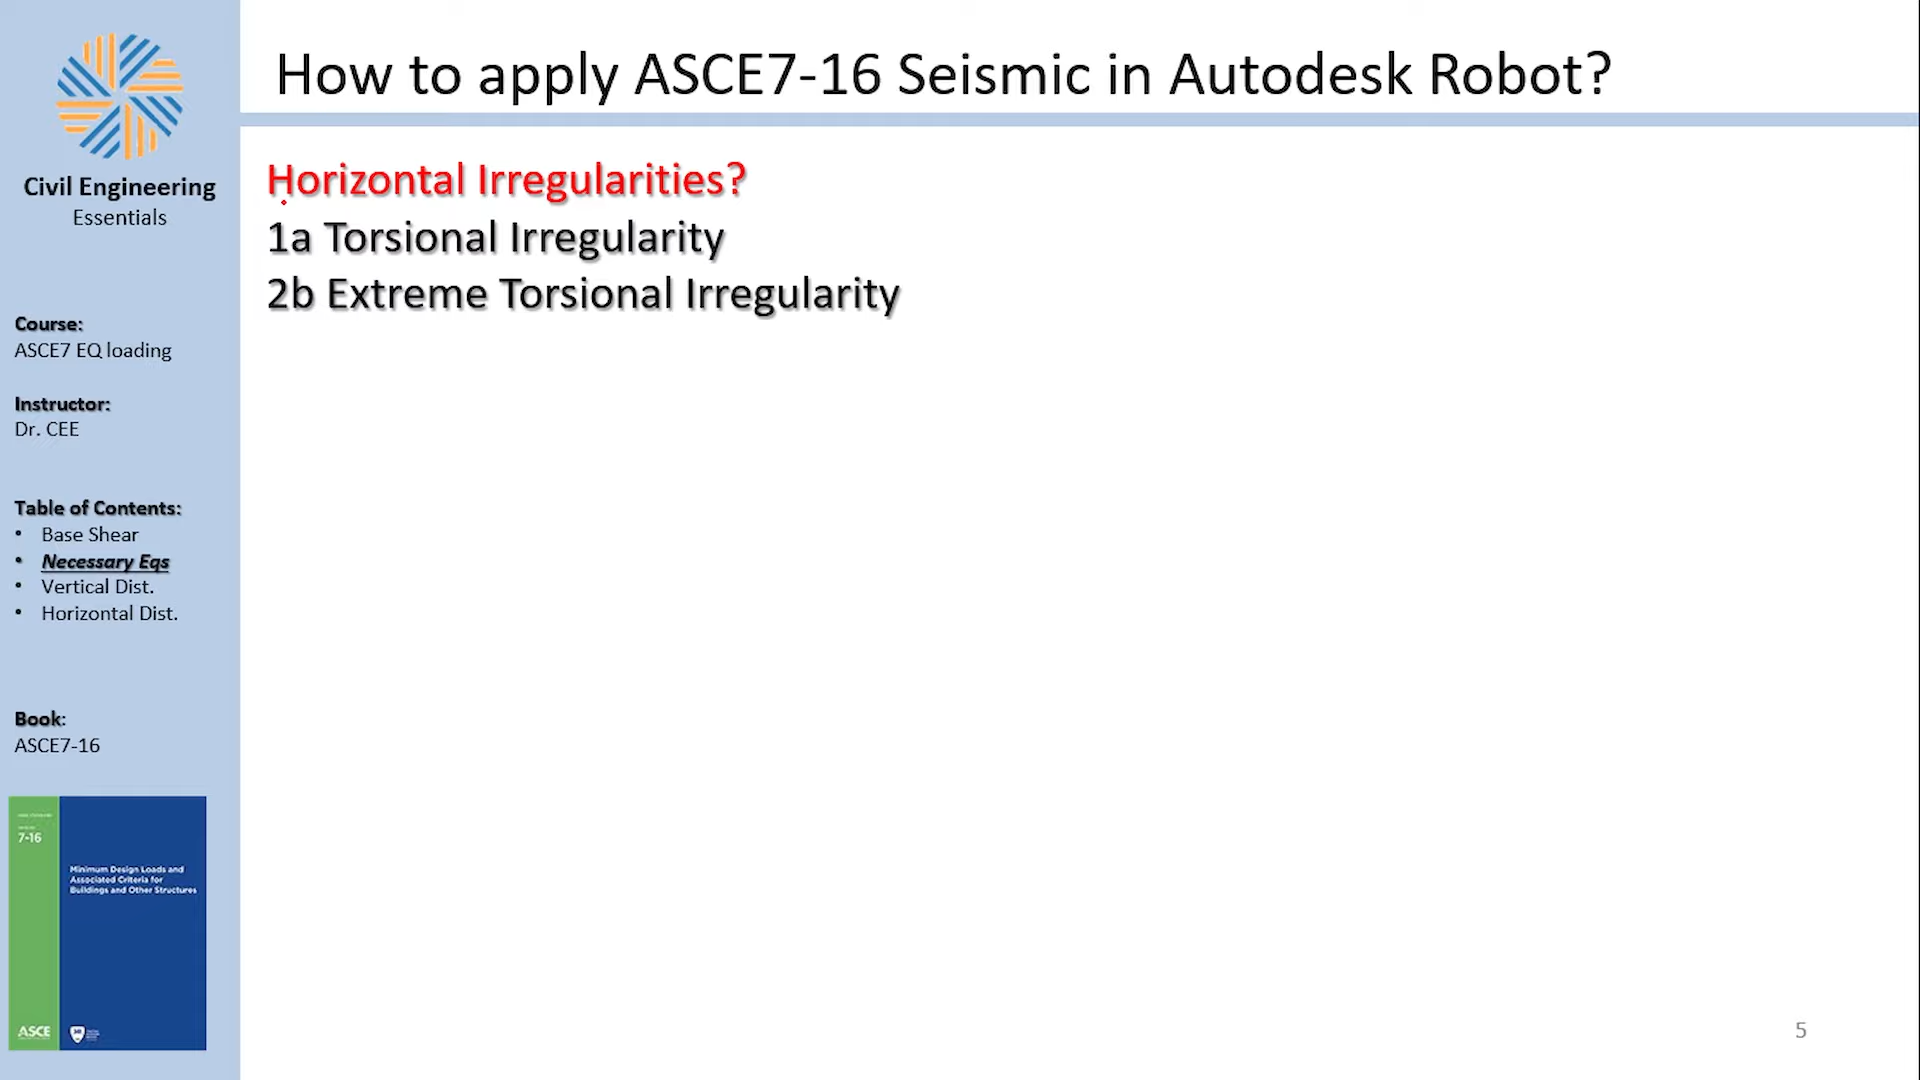 How to apply ASCE7-16 Seismic in Autodesk Robot?
Civil Engineering
Essentials
Course:
ASCE7 EQ loading
Instructor:
Dr. CEE
Table of Contents:
• Base Shear
• Necessary Eqs
• Vertical Dist.
• Horizontal Dist.
Book:
ASCE7-16
7-16
Minimum Design Loads and
Associated Criteria for
Buildings and Other Structures
ASCE
Horizontal Irregularities?
1a Torsional Irregularity
2b Extreme Torsional Irregularity
5